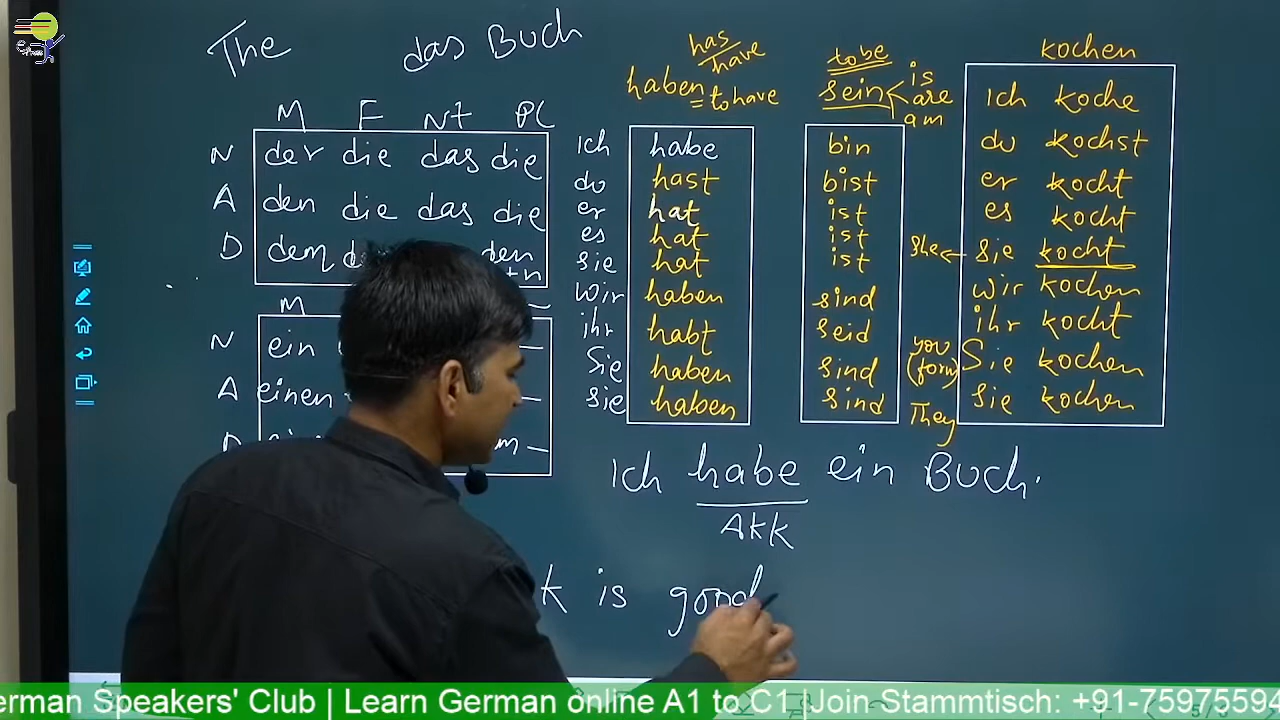 The das Buch
M F Nt PL
N der die das die
A den die das die
D dem den
M
N ein
A einen
has
have
haben
= to have
Ich habe
du hast
er hat
es hat
sie hat
wir haben
ihr habt
Sie haben
sie haben
to be
sein is
are
am
bin
bist
ist
ist
ist
sind
seid
sind
sind
kochen
Ich koche
du kochst
er kocht
es kocht
she sie kocht
wir kochen
ihr kocht
you
(form) Sie kochen
They sie kochen
Ich habe ein Buch.
Akk
k is good
erman Speakers' Club | Learn German online A1 to C1 | Join Stammtisch: +91-75975594